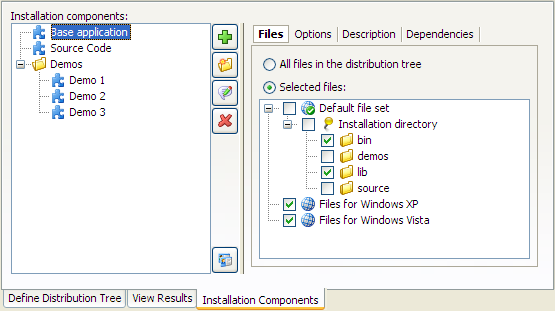 Installation components:
Base application
Source Code
Demos
Demo 1
Demo 2
Demo 3
Files
Options
Description
Dependencies
All files in the distribution tree
Selected files:
Default file set
Installation directory
bin
demos
lib
source
Files for Windows XP
Files for Windows Vista
Define Distribution Tree
View Results
Installation Components